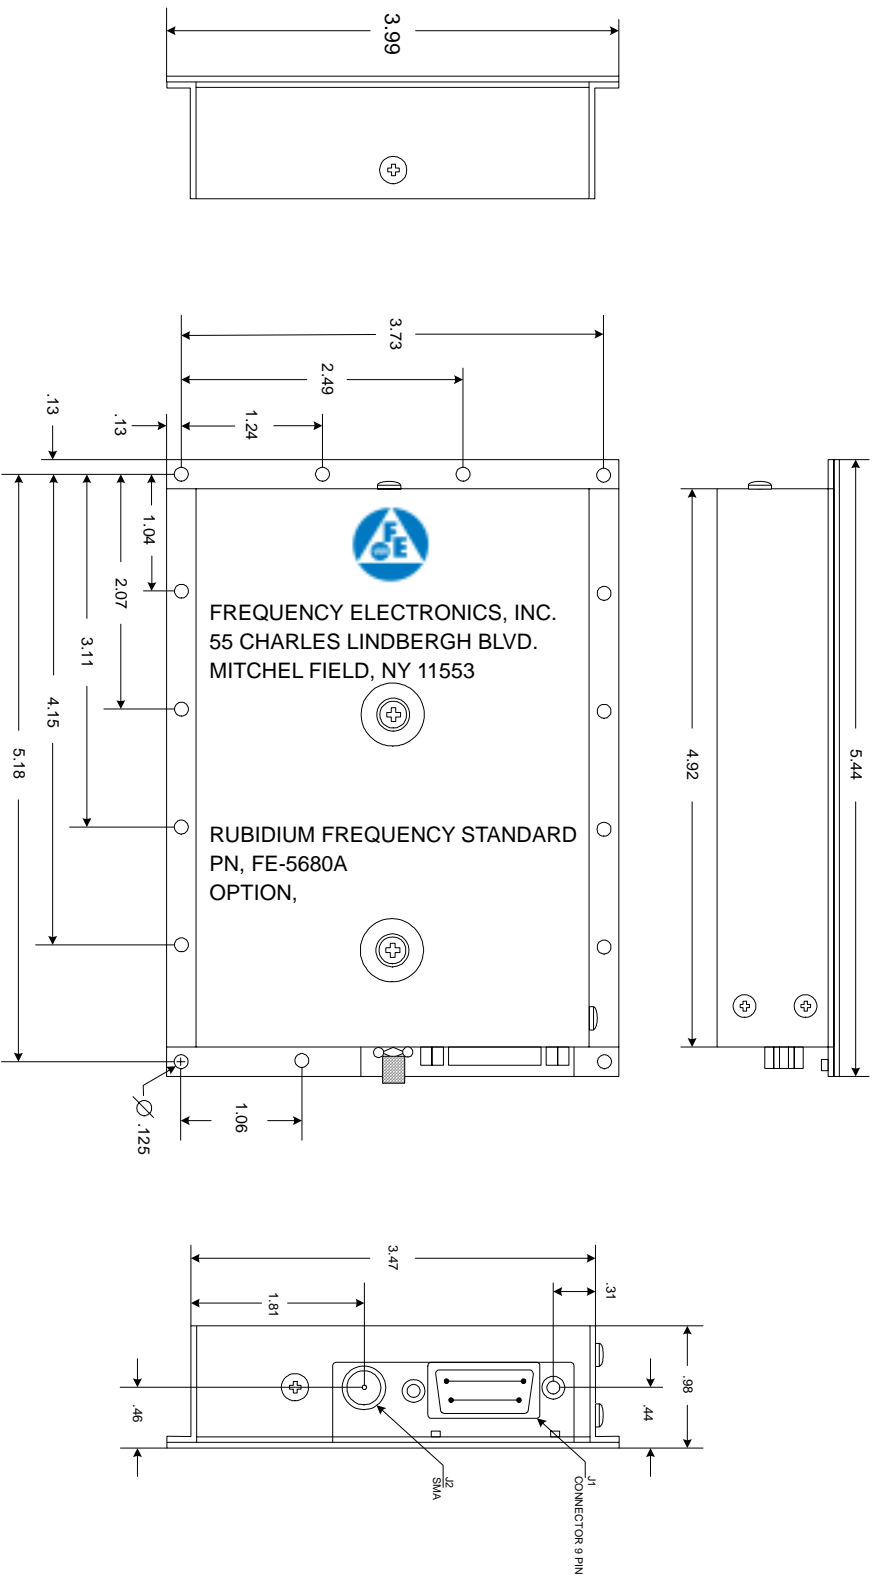 3.99
3.73
2.49
1.24
.13
.13
1.04
2.07
3.11
4.15
5.18
FE
FEI
FREQUENCY ELECTRONICS, INC.
55 CHARLES LINDBERGH BLVD.
MITCHEL FIELD, NY 11553
RUBIDIUM FREQUENCY STANDARD
PN, FE-5680A
OPTION,
4.92
5.44
1.06
Ø .125
3.47
1.81
.31
.98
.46
.44
J2
SMA
J1
CONNECTOR 9 PIN